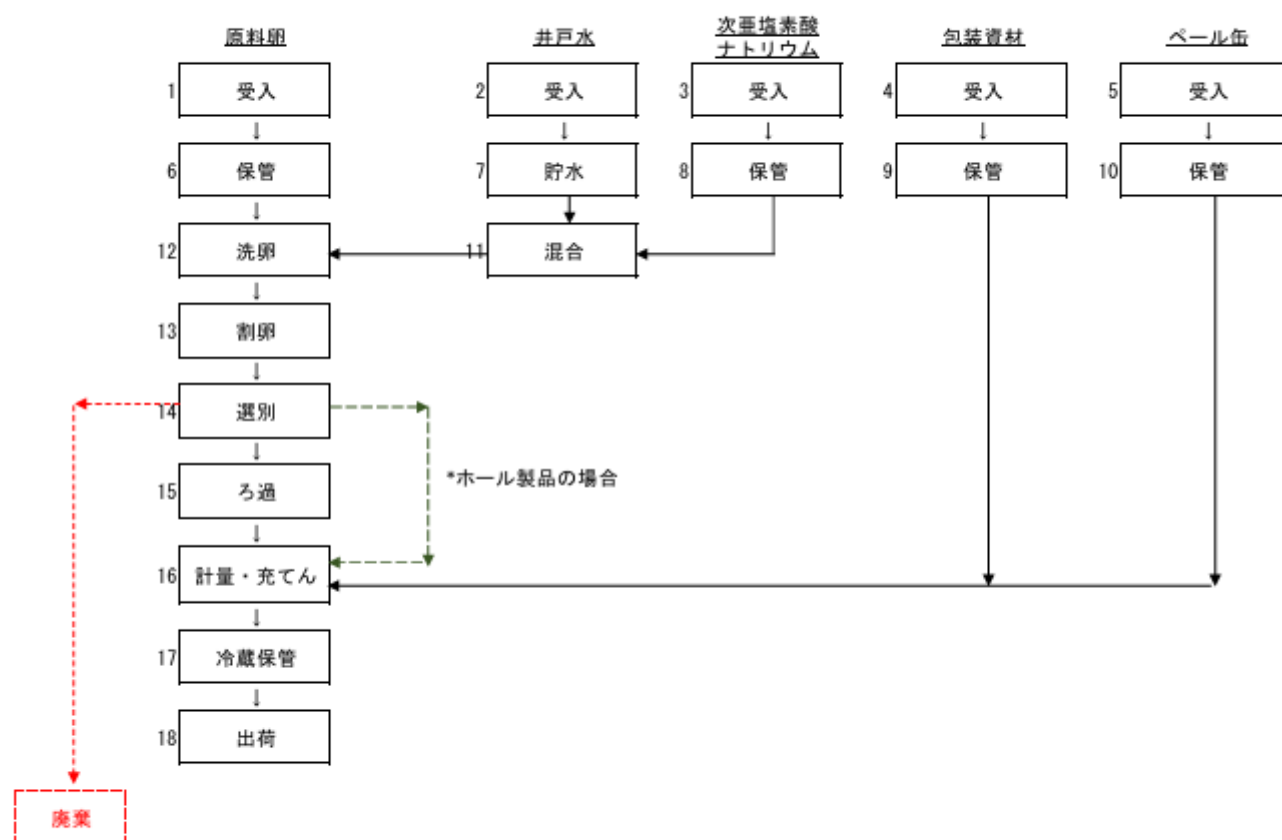 原料卵
井戸水
次亜塩素酸
ナトリウム
包装資材
ペール缶
1 受入
2 受入
3 受入
4 受入
5 受入
↓ ↓ ↓ ↓ ↓
6 保管
7 貯水
8 保管
9 保管
10 保管
↓
12 洗卵
11 混合
↓
13 割卵
↓
14 選別
↓
*ホール製品の場合
15 ろ過
↓
16 計量・充てん
↓
17 冷蔵保管
↓
18 出荷
廃棄